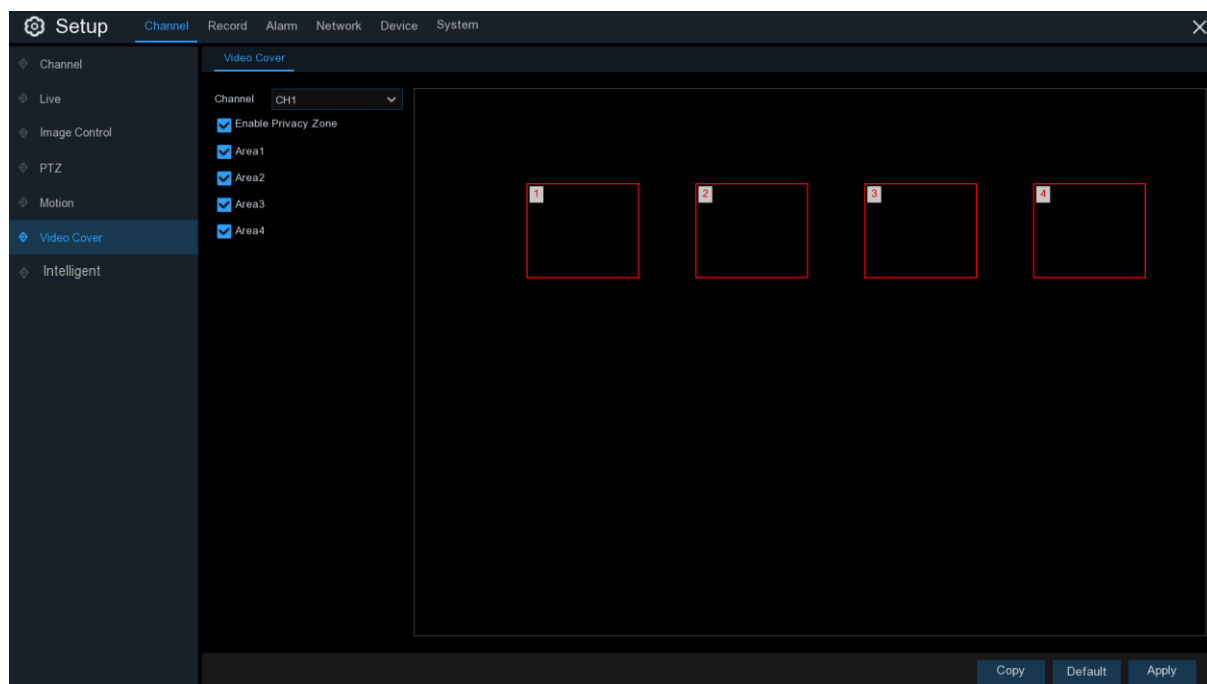 Setup Channel Record Alarm Network Device System
Channel
Live
Image Control
PTZ
Motion
Video Cover
Intelligent
Video Cover
Channel CH1
Enable Privacy Zone
Area1
Area2
Area3
Area4
1 2 3 4
Copy Default Apply